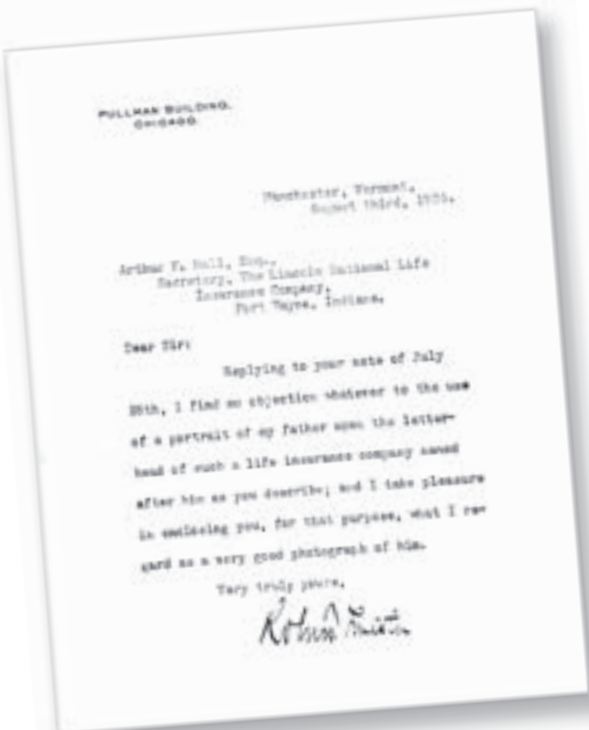 PULLMAN BUILDING,
CHICAGO.
Manchester, Vermont,
August third,
Arthur F. Hall, Esq.,
Secretary, The Lincoln National Life
Insurance Company,
Fort Wayne, Indiana.
Dear Sir:
Replying to your note of July
I find no objection whatever to the use
of a portrait of my father upon the letter-
head of such a life insurance company named
after him as you describe; and I take pleasure
in enclosing you, for that purpose, what I re-
gard as a very good photograph of him.
Very truly yours,
Robert Lincoln